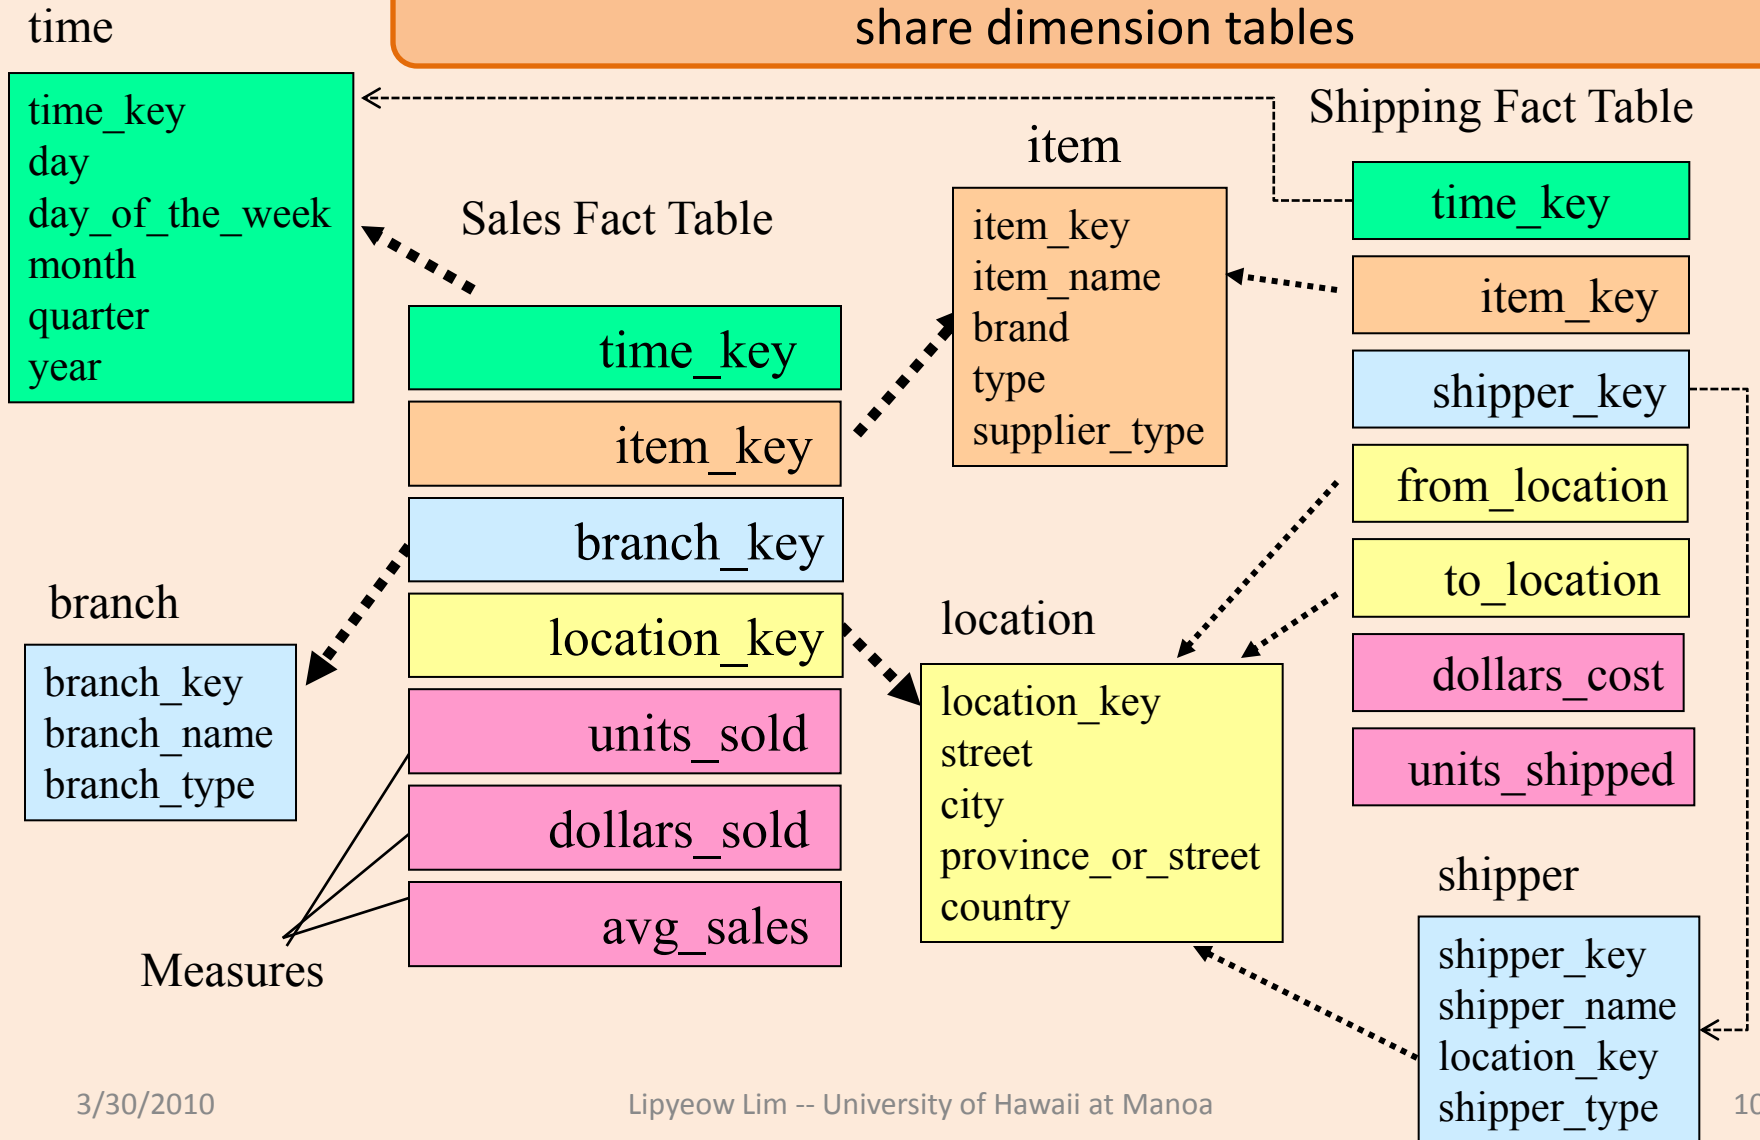 share dimension tables
time
time_key
day
day_of_the_week
month
quarter
year
Sales Fact Table
time_key
item_key
branch_key
location_key
units_sold
dollars_sold
avg_sales
Measures
branch
branch_key
branch_name
branch_type
item
item_key
item_name
brand
type
supplier_type
location
location_key
street
city
province_or_street
country
Shipping Fact Table
time_key
item_key
shipper_key
from_location
to_location
dollars_cost
units_shipped
shipper
shipper_key
shipper_name
location_key
shipper_type
3/30/2010
Lipyeow Lim -- University of Hawaii at Manoa
10